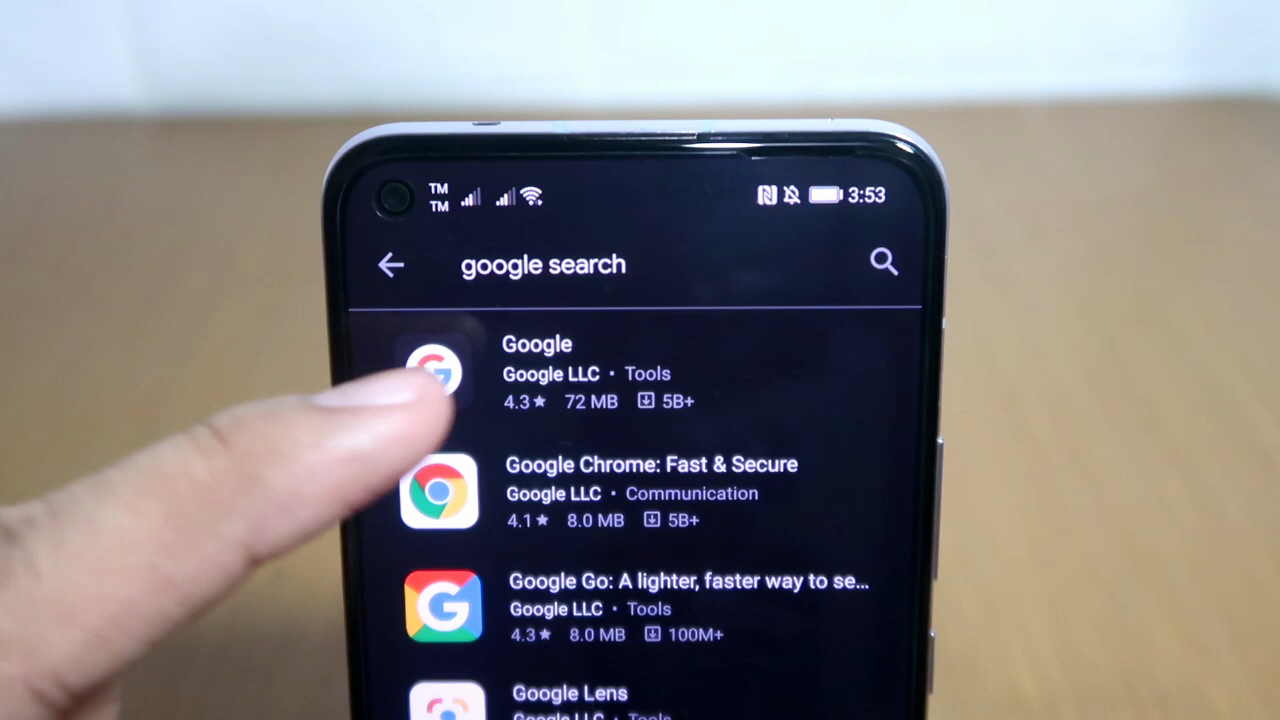 TM
TM
3:53
google search
Google
Google LLC • Tools
4.3★ 72 MB 5B+
Google Chrome: Fast & Secure
Google LLC • Communication
4.1★ 8.0 MB 5B+
Google Go: A lighter, faster way to se...
Google LLC • Tools
4.3★ 8.0 MB 100M+
Google Lens
Google LLC • Tools